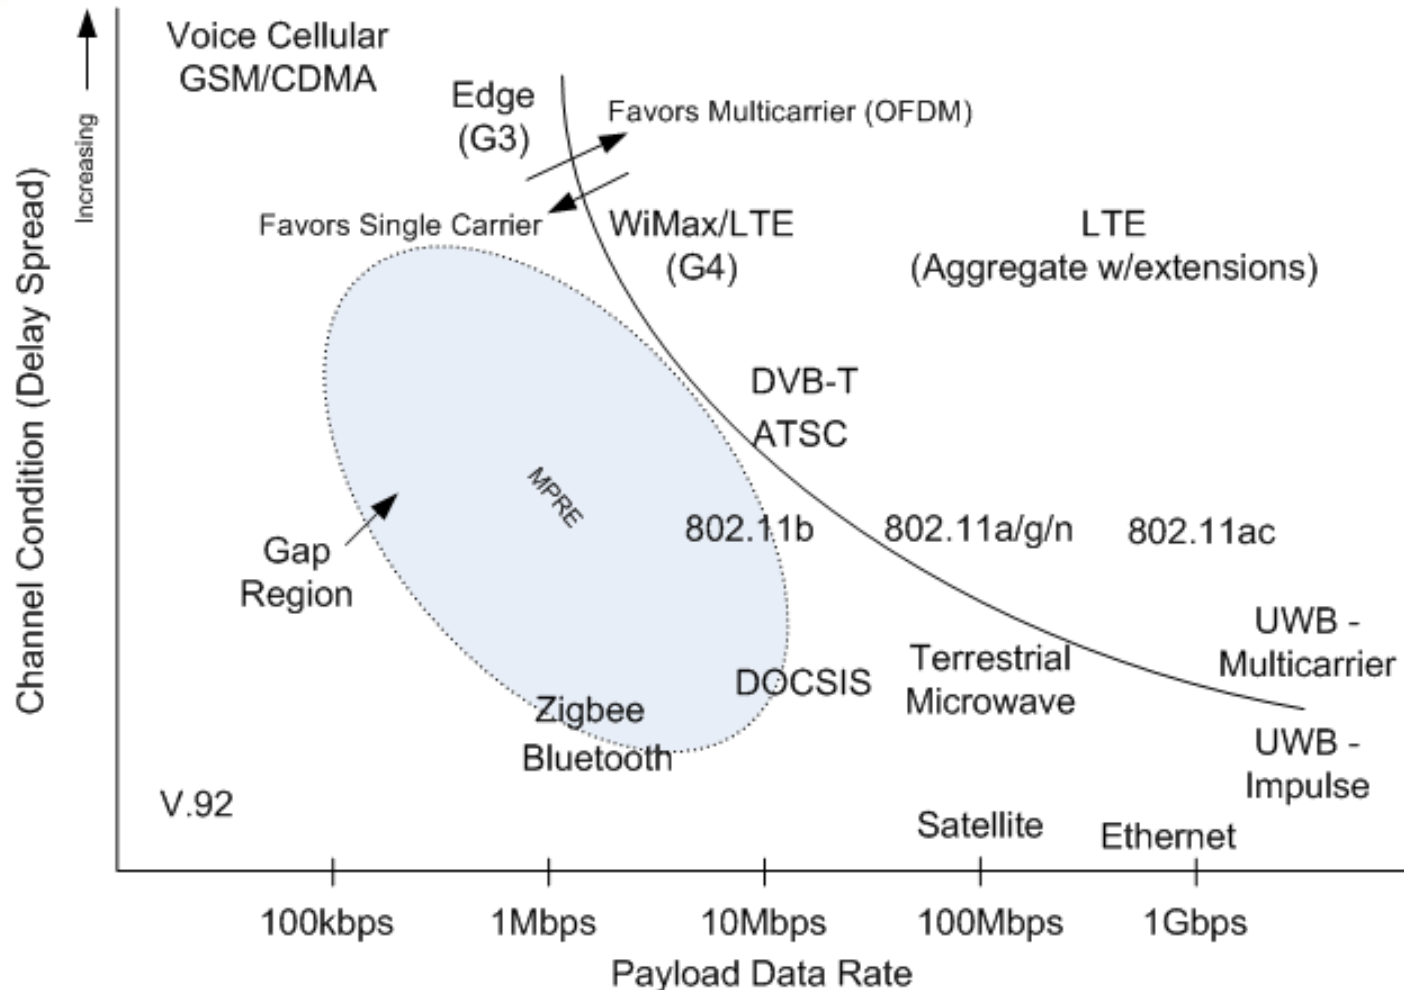 Voice Cellular
GSM/CDMA
Edge
(G3)
Favors Multicarrier (OFDM)
Increasing
Channel Condition (Delay Spread)
Favors Single Carrier
WiMax/LTE
(G4)
LTE
(Aggregate w/extensions)
DVB-T
ATSC
MPRE
802.11b
802.11a/g/n
802.11ac
Gap
Region
UWB -
Multicarrier
Terrestrial
Microwave
DOCSIS
Zigbee
Bluetooth
UWB -
Impulse
V.92
Satellite
Ethernet
100kbps
1Mbps
10Mbps
100Mbps
1Gbps
Payload Data Rate